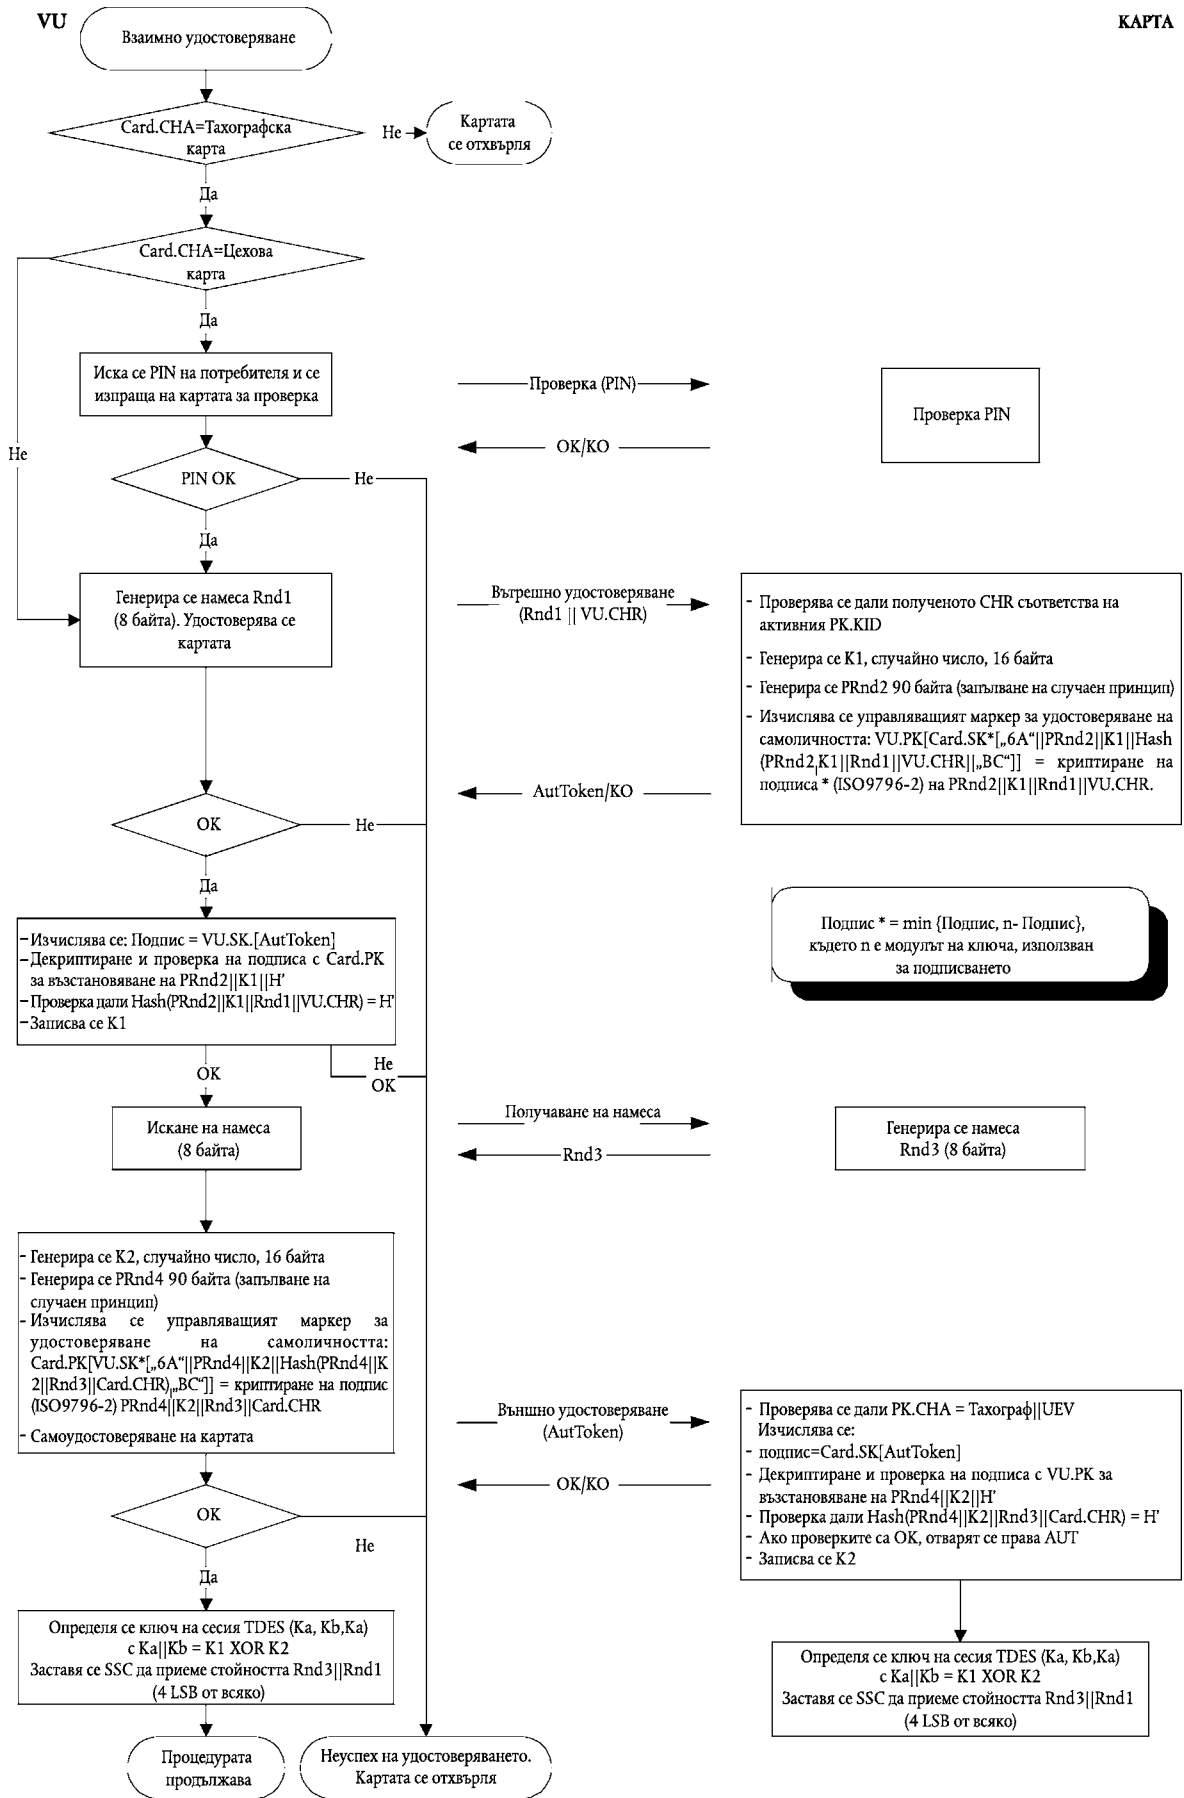 VU
КАРТА
Взаимно удостоверяване
Card.CHA=Тахографска
карта
Не
Картата
се отхвърля
Да
Card.CHA=Цехова
карта
Да
Не
Иска се PIN на потребителя и се
изпраща на картата за проверка
Проверка (PIN)
OK/KO
Проверка PIN
PIN OK
Не
Да
Генерира се намеса Rnd1
(8 байта). Удостоверява се
картата
Вътрешно удостоверяване
(Rnd1 || VU.CHR)
- Проверява се дали полученото CHR съответства на
активния PK.KID
- Генерира се K1, случайно число, 16 байта
- Генерира се PRnd2 90 байта (запълване на случаен принцип)
- Изчислява се управляващият маркер за удостоверяване на
самоличността: VU.PK[Card.SK*[„6A“||PRnd2||K1||Hash
(PRnd2|K1||Rnd1||VU.CHR||„BC“]] = криптиране на
подписа * (ISO9796-2) на PRnd2||K1||Rnd1||VU.CHR.
AutToken/KO
OK
Не
Да
Подпис * = min {Подпис, n- Подпис},
където n е модулът на ключа, използван
за подписването
– Изчислява се: Подпис = VU.SK.[AutToken]
– Декриптиране и проверка на подписа с Card.PK
за възстановяване на PRnd2||K1||H’
– Проверка дали Hash(PRnd2||K1||Rnd1||VU.CHR) = H’
– Записва се K1
OK
Не
OK
Искане на намеса
(8 байта)
Получаване на намеса
Rnd3
Генерира се намеса
Rnd3 (8 байта)
- Генерира се K2, случайно число, 16 байта
- Генерира се PRnd4 90 байта (запълване на
случаен принцип)
- Изчислява се управляващият маркер за
удостоверяване на самоличността:
Card.PK[VU.SK*[„6A“||PRnd4||K2||Hash(PRnd4||K
2||Rnd3||Card.CHR)|„BC“]] = криптиране на подпис
(ISO9796-2) PRnd4||K2||Rnd3||Card.CHR
- Самоудостоверяване на картата
Външно удостоверяване
(AutToken)
OK/KO
- Проверява се дали PK.CHA = Тахограф||UEV
Изчислява се:
- подпис=Card.SK[AutToken]
- Декриптиране и проверка на подписа с VU.PK за
възстановяване на PRnd4||K2||H’
- Проверка дали Hash(PRnd4||K2||Rnd3||Card.CHR) = H’
- Ако проверките са OK, отварят се права AUT
- Записва се K2
OK
Не
Да
Определя се ключ на сесия TDES (Ka, Kb,Ka)
с Ka||Kb = K1 XOR K2
Заставя се SSC да приеме стойността Rnd3||Rnd1
(4 LSB от всяко)
Определя се ключ на сесия TDES (Ka, Kb,Ka)
с Ka||Kb = K1 XOR K2
Заставя се SSC да приеме стойността Rnd3||Rnd1
(4 LSB от всяко)
Процедурата
продължава
Неуспех на удостоверяването.
Картата се отхвърля